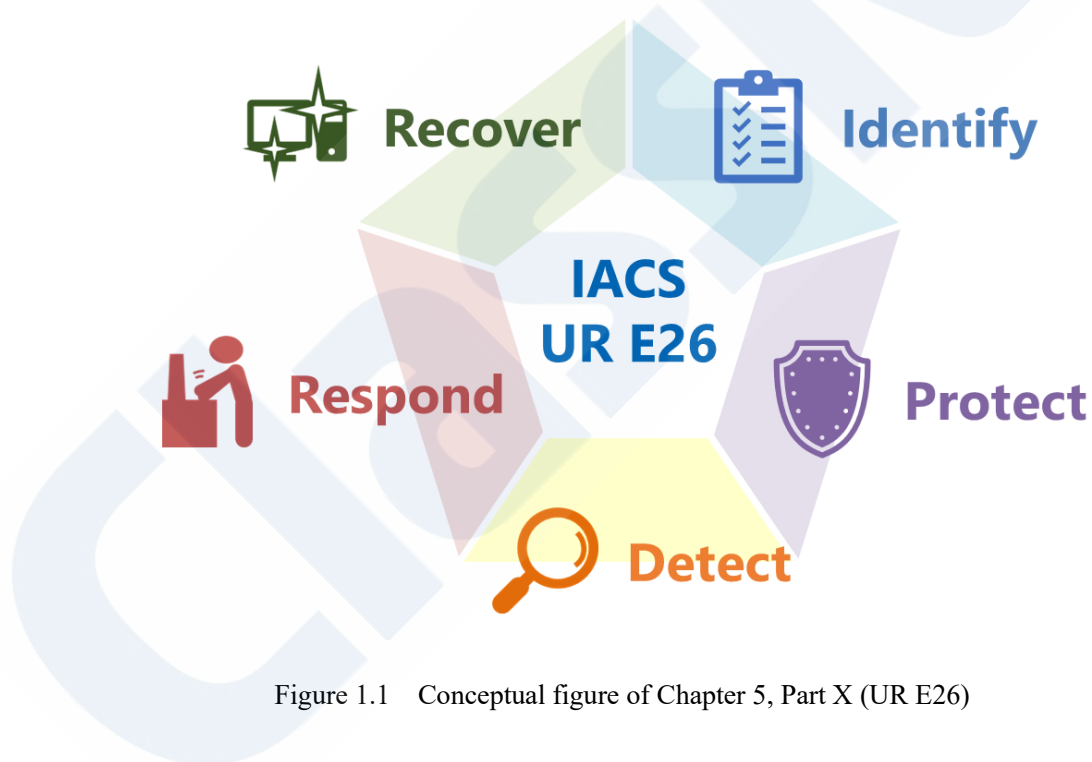 Recover
Identify
IACS
UR E26
Respond
Protect
Detect
Figure 1.1 Conceptual figure of Chapter 5, Part X (UR E26)